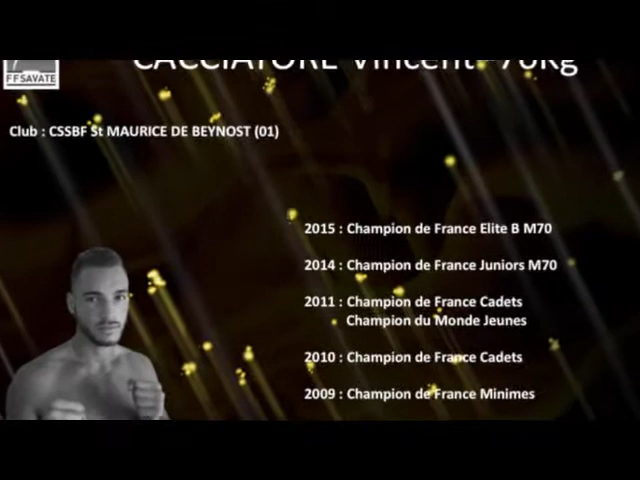 CACCIATORE Vincent -70Kg
FFSAVATE
Club : CSSBF St MAURICE DE BEYNOST (01)
2015 : Champion de France Elite B M70
2014 : Champion de France Juniors M70
2011 : Champion de France Cadets
Champion du Monde Jeunes
2010 : Champion de France Cadets
2009 : Champion de France Minimes